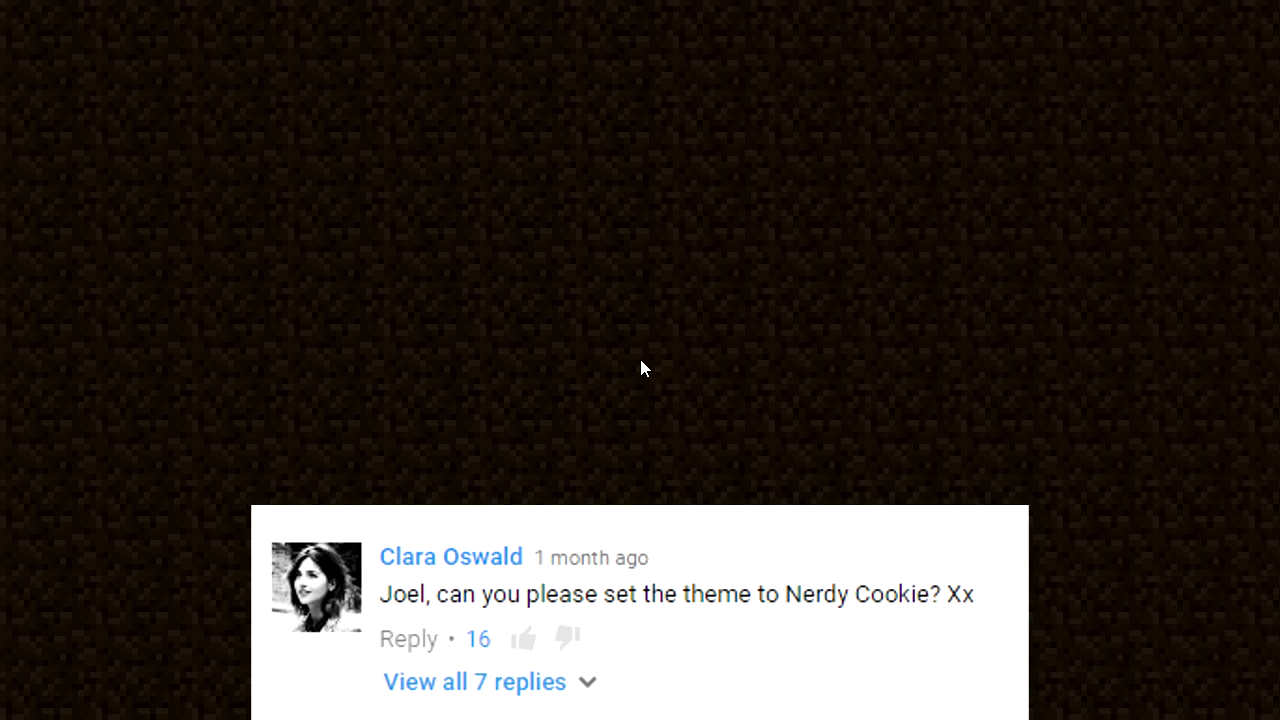 Clara Oswald 1 month ago
Joel, can you please set the theme to Nerdy Cookie? Xx
Reply • 16
View all 7 replies